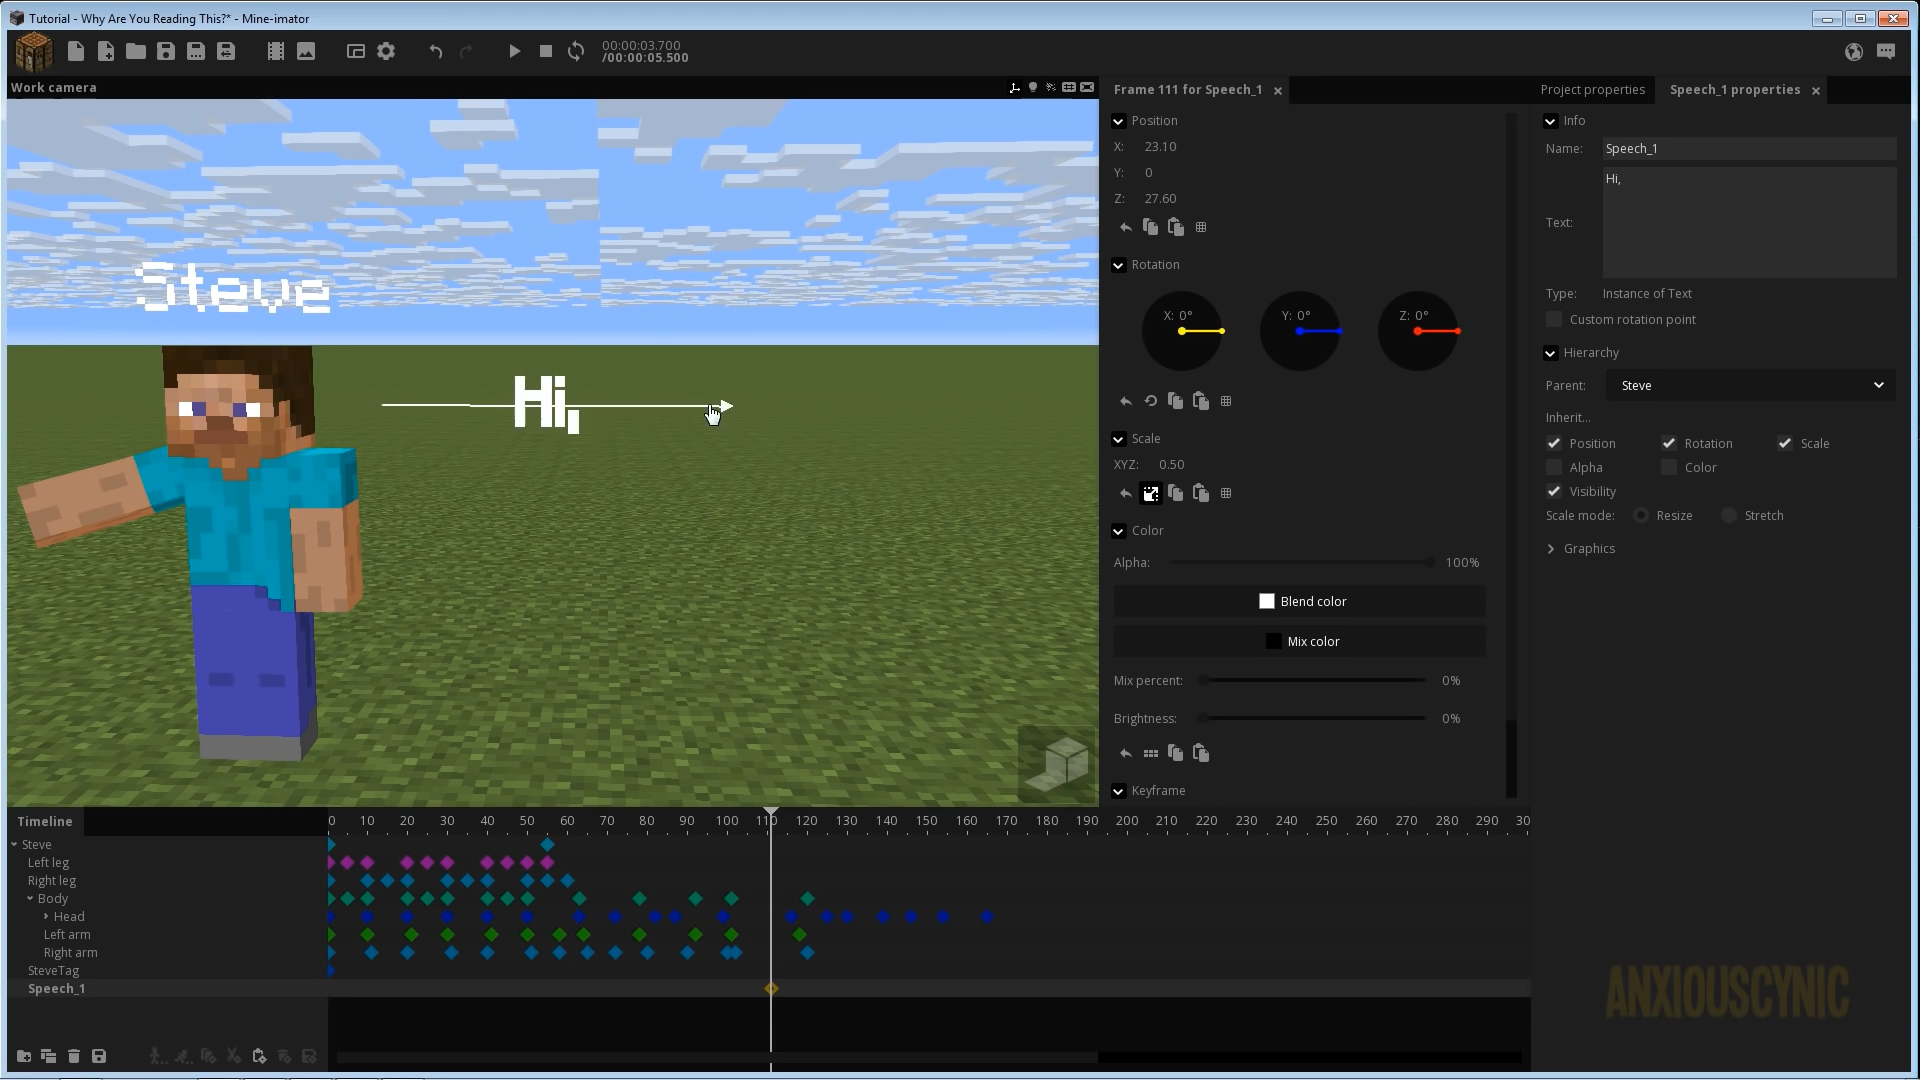 Tutorial - Why Are You Reading This?* - Mine-imator
00:00:03.700
/00:00:05.500
Work camera
Steve
Hi,
Frame 111 for Speech_1
Position
X: 23.10
Y: 0
Z: 27.60
Rotation
X: 0° Y: 0° Z: 0°
Scale
XYZ: 0.50
Color
Alpha: 100%
Blend color
Mix color
Mix percent: 0%
Brightness: 0%
Keyframe
Project properties Speech_1 properties
Info
Name: Speech_1
Hi,
Text:
Type: Instance of Text
Custom rotation point
Hierarchy
Parent: Steve
Inherit...
Position Rotation Scale
Alpha Color
Visibility
Scale mode: Resize Stretch
Graphics
Timeline
0 10 20 30 40 50 60 70 80 90 100 110 120 130 140 150 160 170 180 190 200 210 220 230 240 250 260 270 280 290 30
Steve
Left leg
Right leg
Body
Head
Left arm
Right arm
SteveTag
Speech_1
ANXIOUSCYNIC